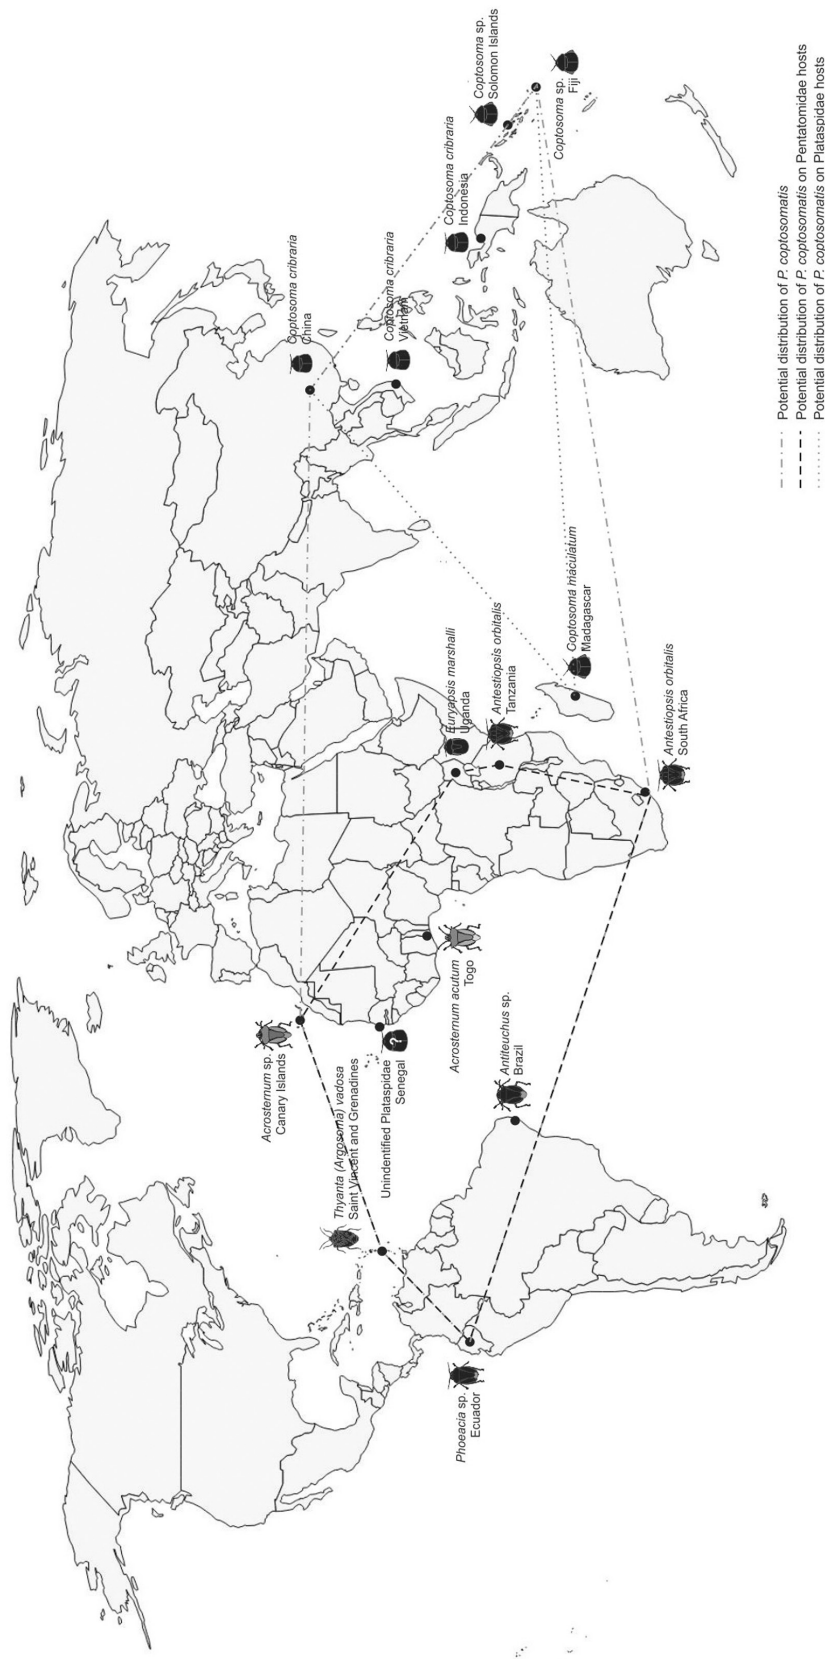 Acrosternum sp.
Canary Islands
Thyanta (Argosoma) vadosa
Saint Vincent and Grenadines
Unidentified Plataspidae
Senegal
?
Phoeacia sp.
Ecuador
Antiteuchus sp.
Brazil
Acrosternum acutum
Togo
Euryapsis marshalli
Uganda
Antestiopsis orbitalis
Tanzania
Antestiopsis orbitalis
South Africa
Coptosoma maculatum
Madagascar
Coptosoma cribraria
China
Coptosoma cribraria
Vietnam
Coptosoma cribraria
Indonesia
Coptosoma sp.
Solomon Islands
Coptosoma sp.
Fiji
Potential distribution of P. coptosomatis
Potential distribution of P. coptosomatis on Pentatomidae hosts
Potential distribution of P. coptosomatis on Plataspidae hosts